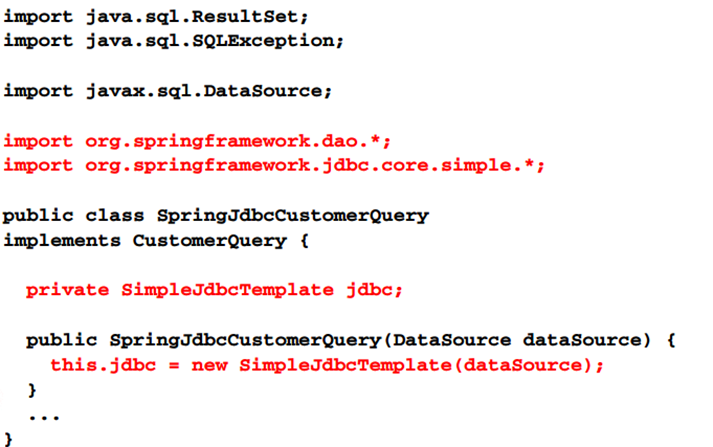 import java.sql.ResultSet;
import java.sql.SQLException;
import javax.sql.DataSource;
import org.springframework.dao.*;
import org.springframework.jdbc.core.simple.*;
public class SpringJdbcCustomerQuery
implements CustomerQuery {
private SimpleJdbcTemplate jdbc;
public SpringJdbcCustomerQuery(DataSource dataSource) {
this.jdbc = new SimpleJdbcTemplate(dataSource);
}
...
}